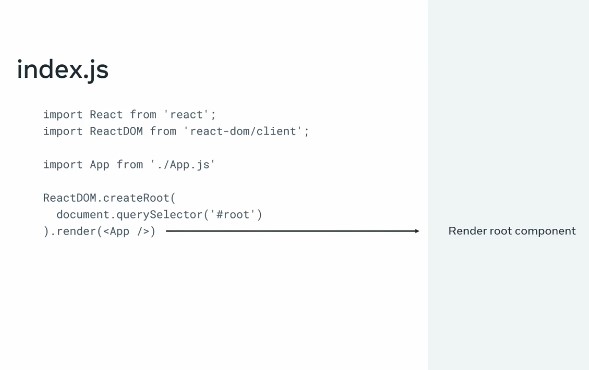 index.js
import React from 'react';
import ReactDOM from 'react-dom/client';
import App from './App.js'
ReactDOM.createRoot(
document.querySelector('#root')
).render(<App />)
Render root component